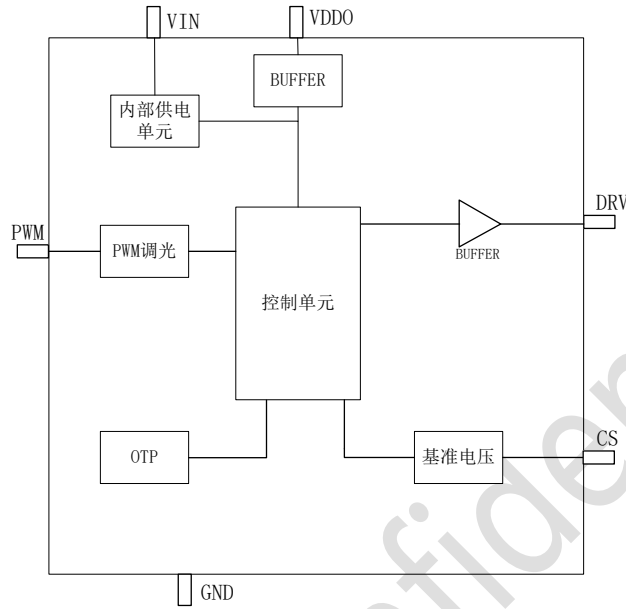 VIN
VDDO
BUFFER
内部供电
单元
DRV
PWM
PWM调光
BUFFER
控制单元
OTP
基准电压
CS
GND